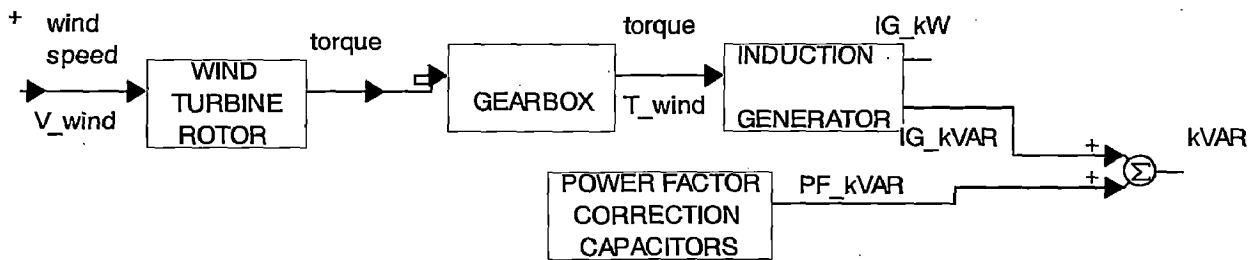 + wind speed
V_wind
WIND
TURBINE
ROTOR
torque
GEARBOX
torque
T_wind
INDUCTION
GENERATOR
IG_kW
IG_kVAR
POWER FACTOR
CORRECTION
CAPACITORS
PF_kVAR
+
+
Σ
kVAR